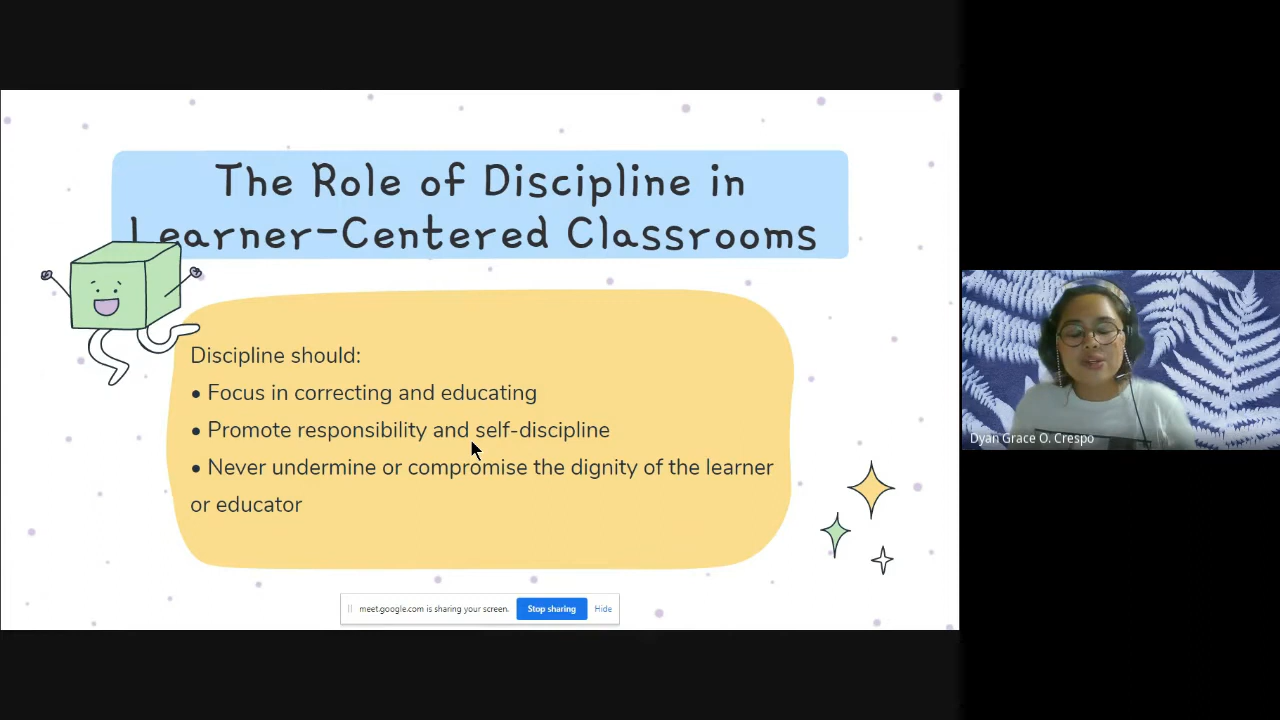 The Role of Discipline in
Learner-Centered Classrooms
Discipline should:
• Focus in correcting and educating
• Promote responsibility and self-discipline
• Never undermine or compromise the dignity of the learner
or educator
meet.google.com is sharing your screen.
Stop sharing
Hide
Dyan Grace O. Crespo